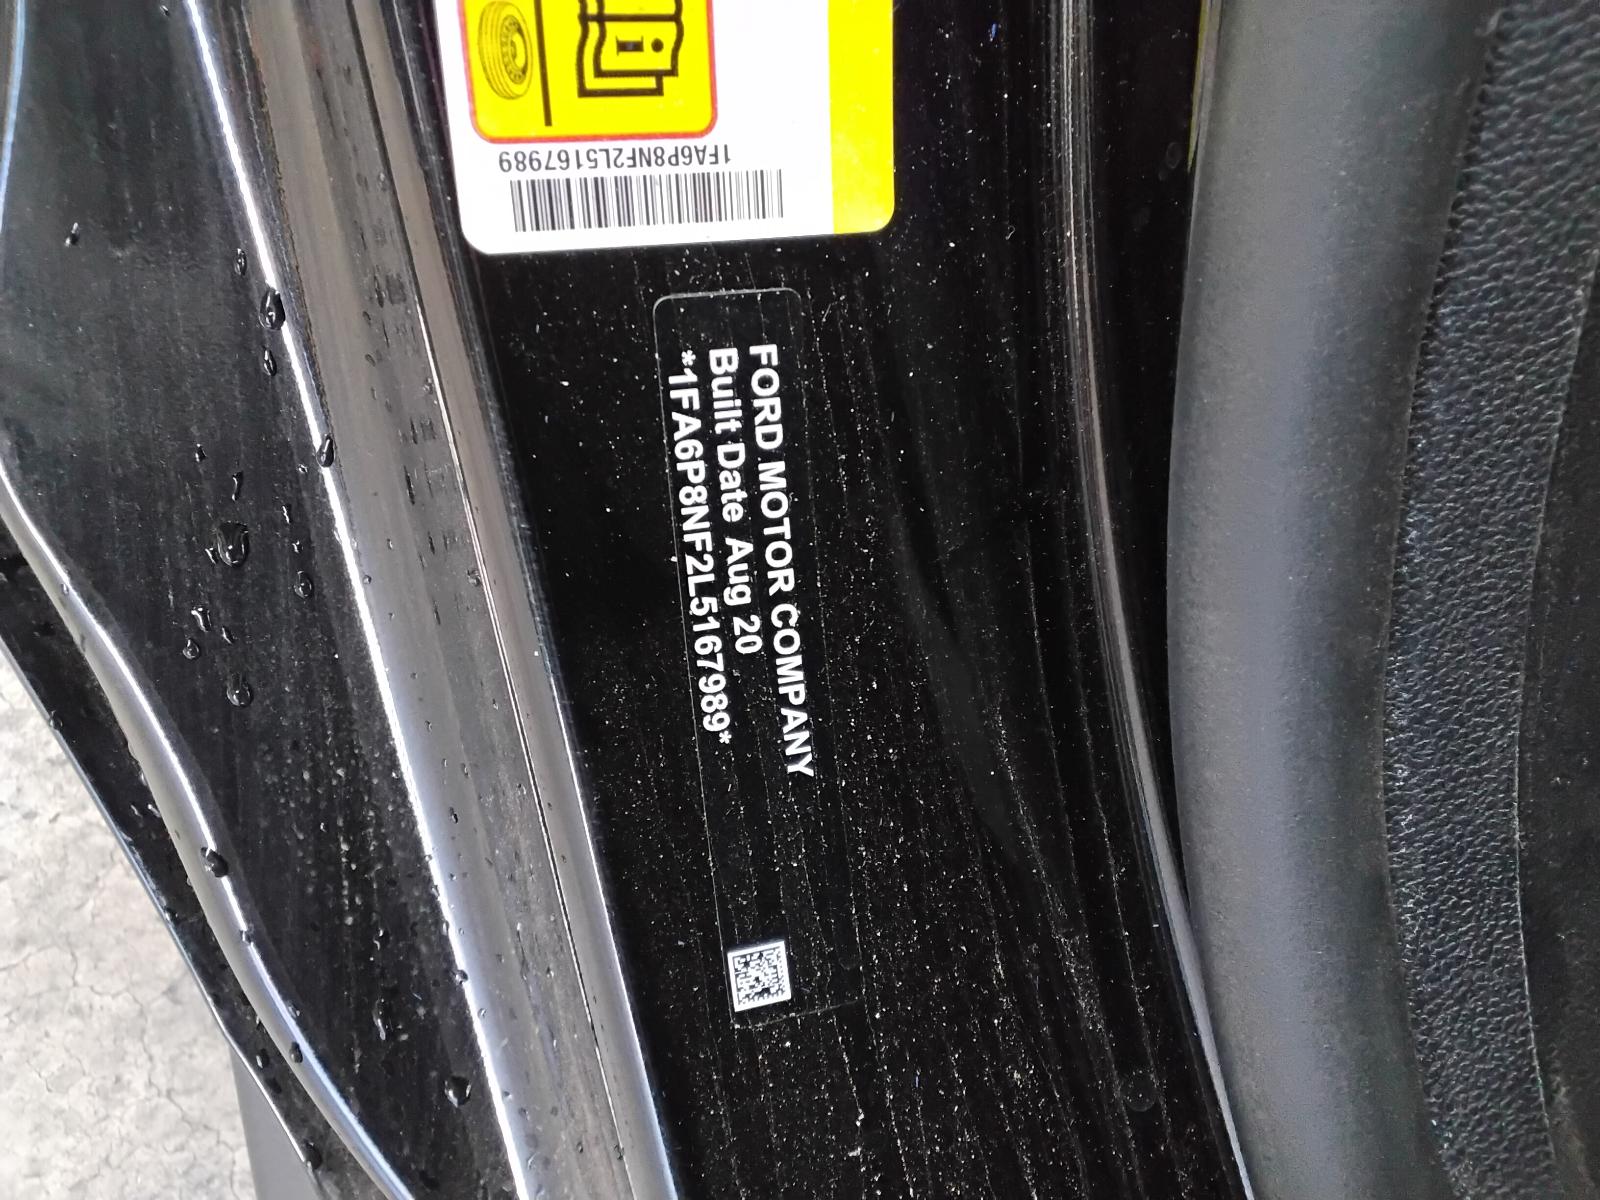 1FA6P8NF2L5167989
FORD MOTOR COMPANY
Built Date Aug 20
*1FA6P8NF2L5167989*